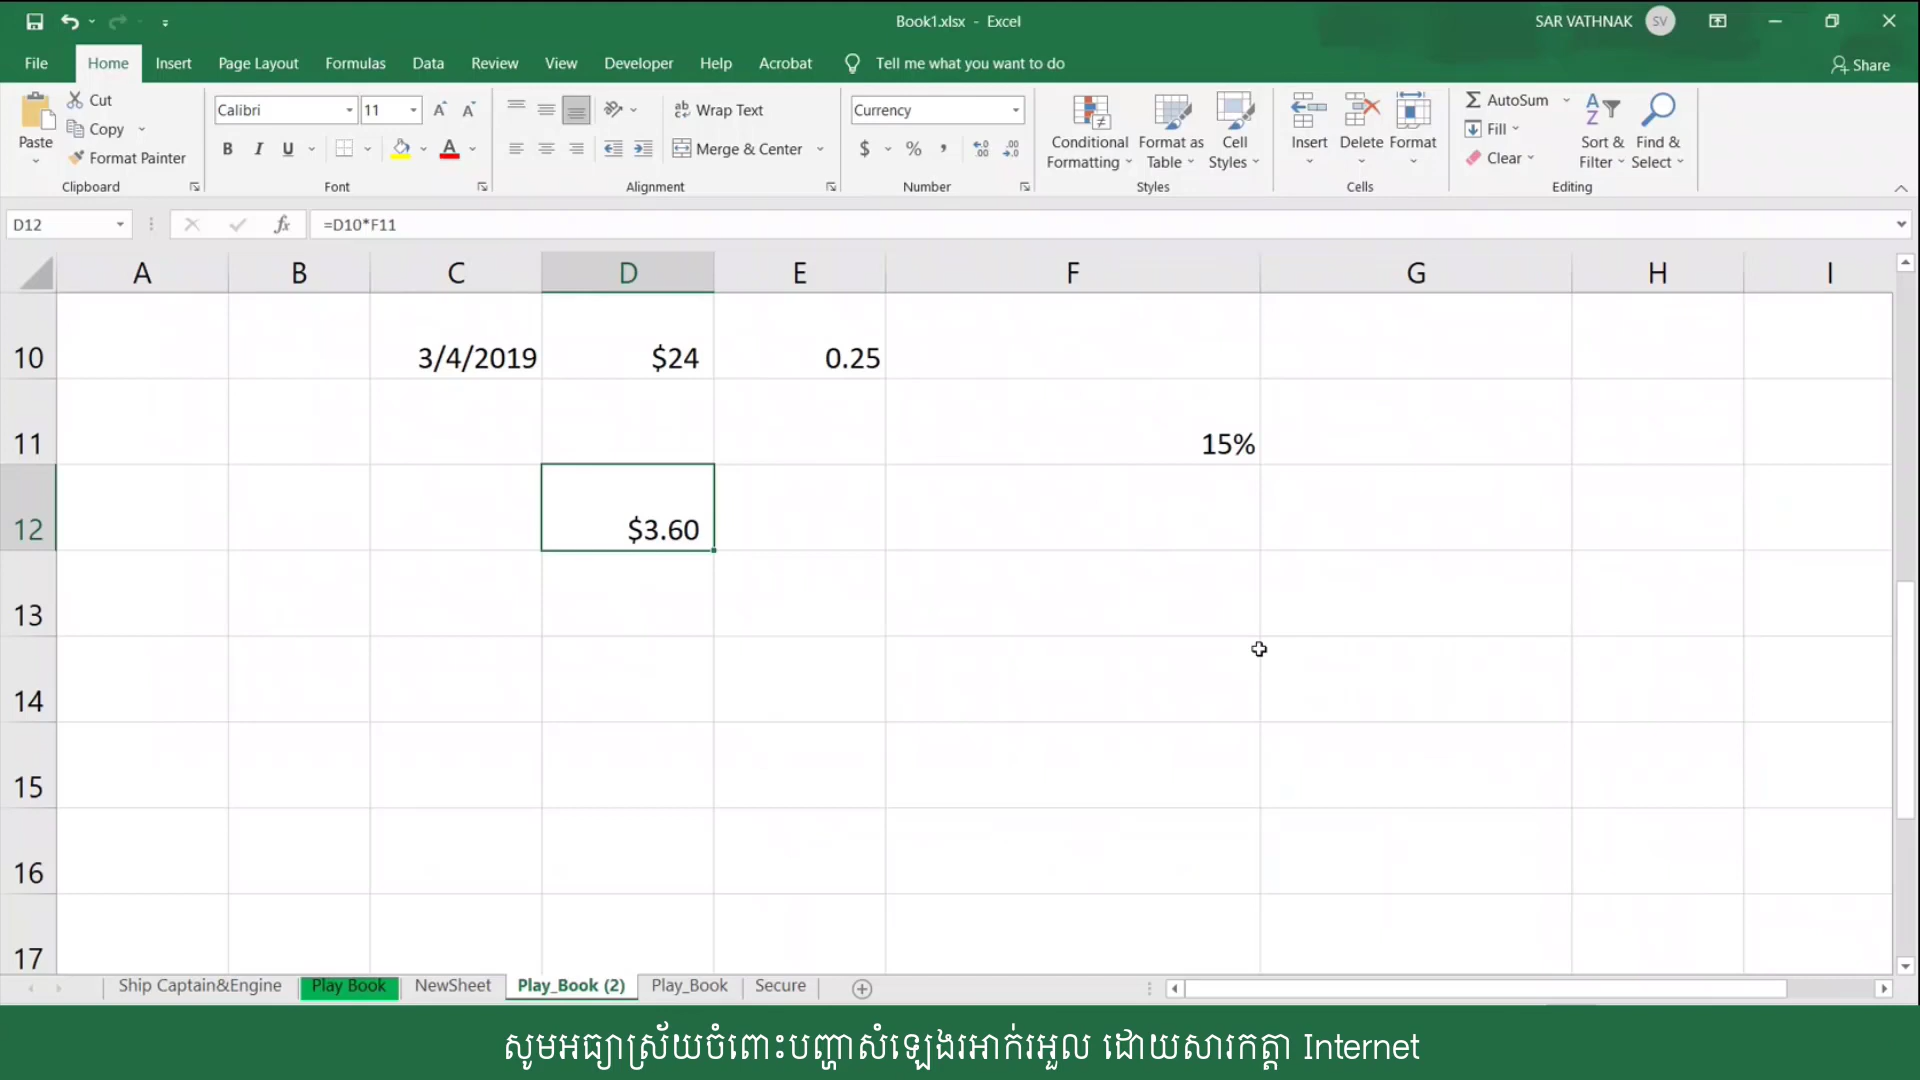 Book1.xlsx - Excel
SAR VATHNAK
SV
File
Home
Insert
Page Layout
Formulas
Data
Review
View
Developer
Help
Acrobat
Tell me what you want to do
Share
Paste
Cut
Copy
Format Painter
Clipboard
Calibri
11
B I U
Font
Wrap Text
Merge & Center
Alignment
Currency
$ % ,
Number
Conditional Formatting
Format as Table
Cell Styles
Styles
Insert
Delete
Format
Cells
AutoSum
Fill
Clear
Sort & Filter
Find & Select
Editing
D12
fx
=D10*F11
A B C D E F G H I
10 3/4/2019 $24 0.25
11 15%
12 $3.60
13
14
15
16
17
Ship Captain&Engine
Play Book
NewSheet
Play_Book (2)
Play_Book
Secure
សូមអធ្យាស្រ័យចំពោះបញ្ហាសំឡេងរអាក់រអួល ដោយសារកត្តា Internet